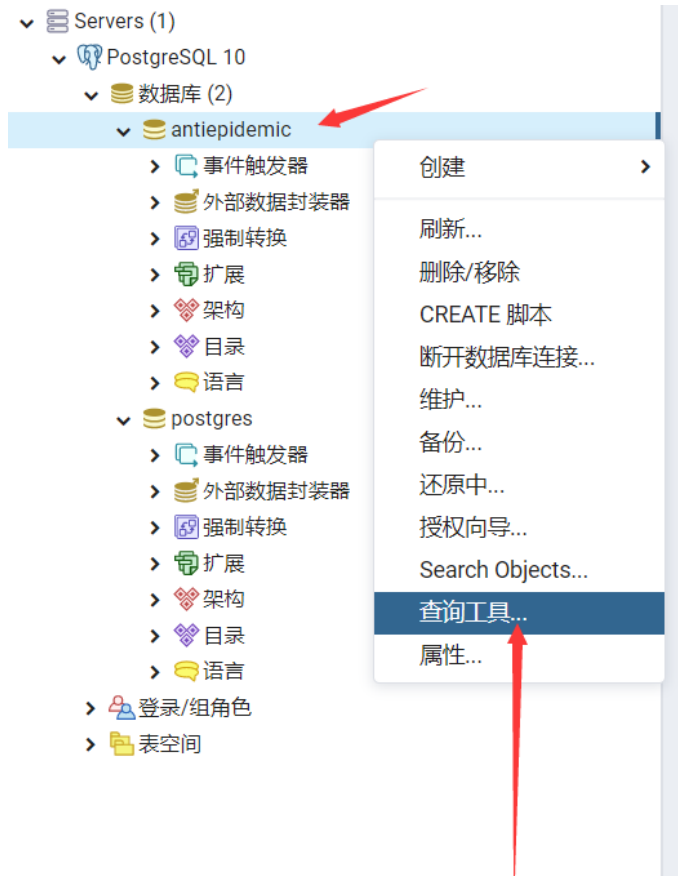 Servers (1)
PostgreSQL 10
数据库 (2)
antiepidemic
事件触发器
外部数据封装器
强制转换
扩展
架构
目录
语言
postgres
事件触发器
外部数据封装器
强制转换
扩展
架构
目录
语言
登录/组角色
表空间
创建
刷新...
删除/移除
CREATE 脚本
断开数据库连接...
维护...
备份...
还原中...
授权向导...
Search Objects...
查询工具...
属性...